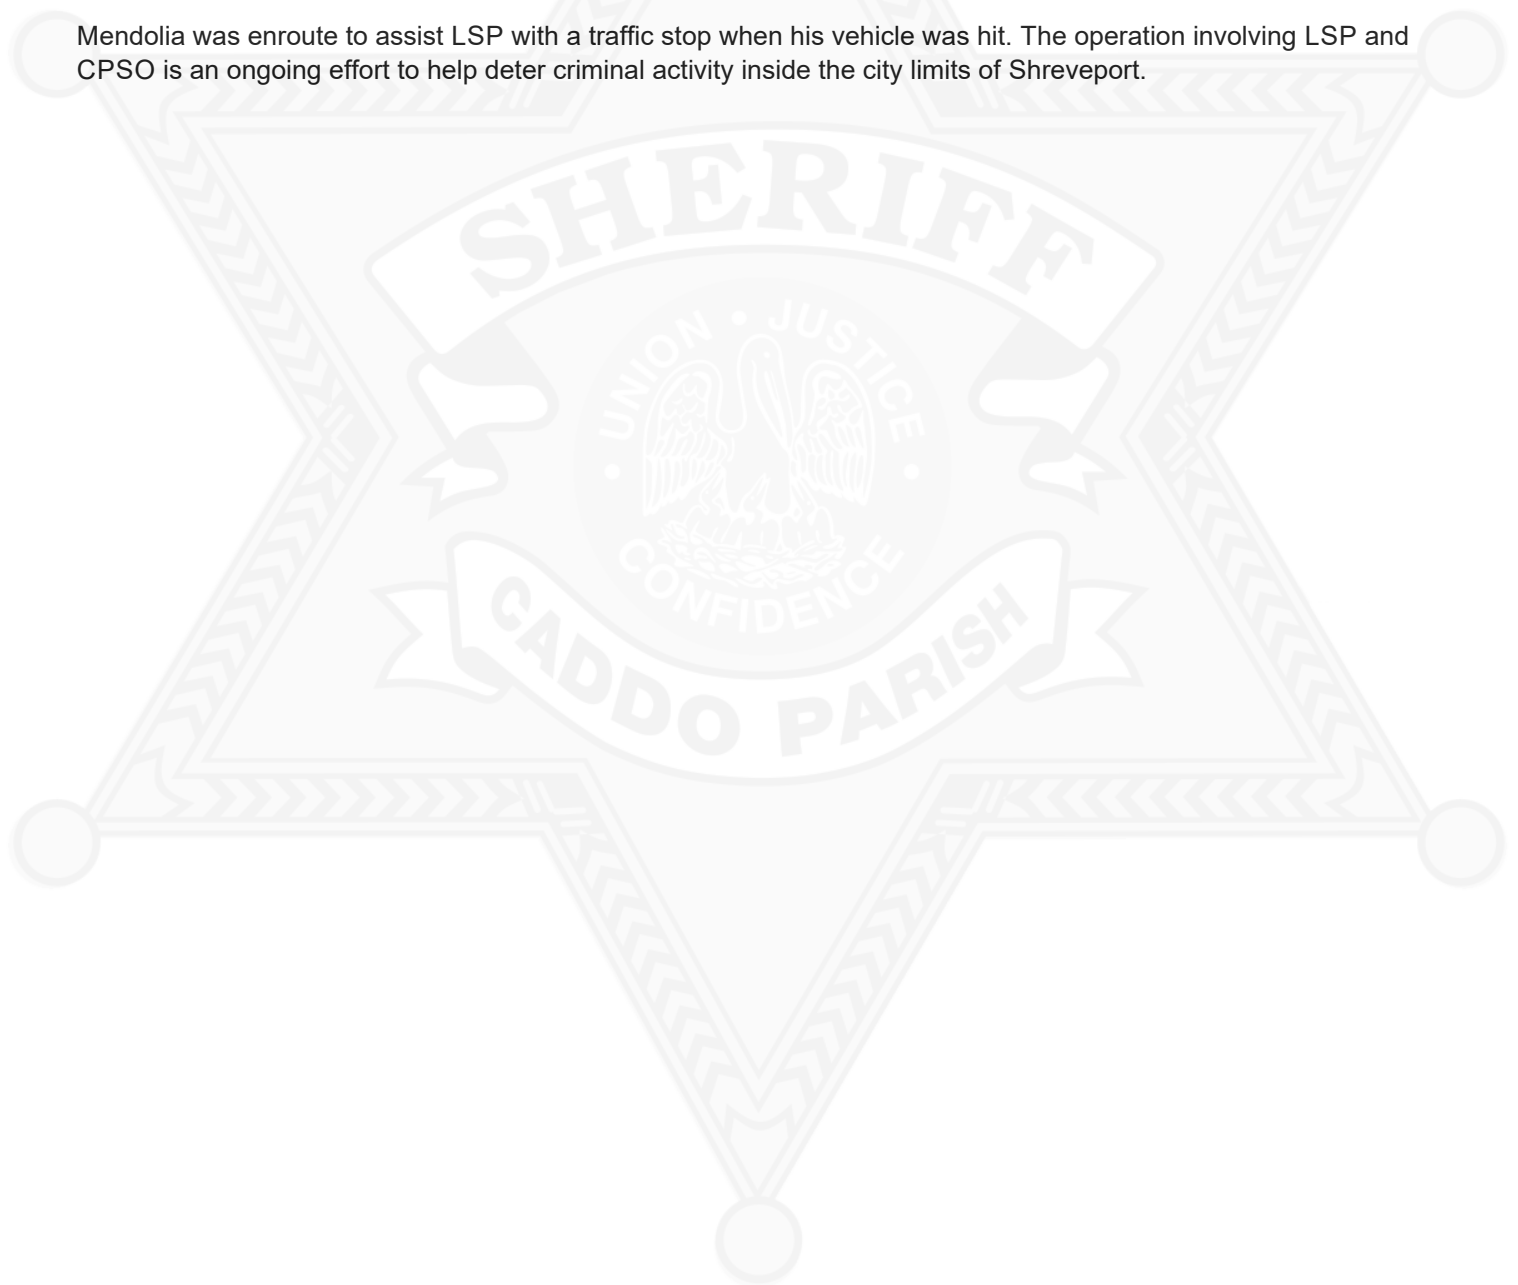 Mendolia was enroute to assist LSP with a traffic stop when his vehicle was hit. The operation involving LSP and
CPSO is an ongoing effort to help deter criminal activity inside the city limits of Shreveport.
SHERIFF
UNION • JUSTICE
• CONFIDENCE •
CADDO PARISH